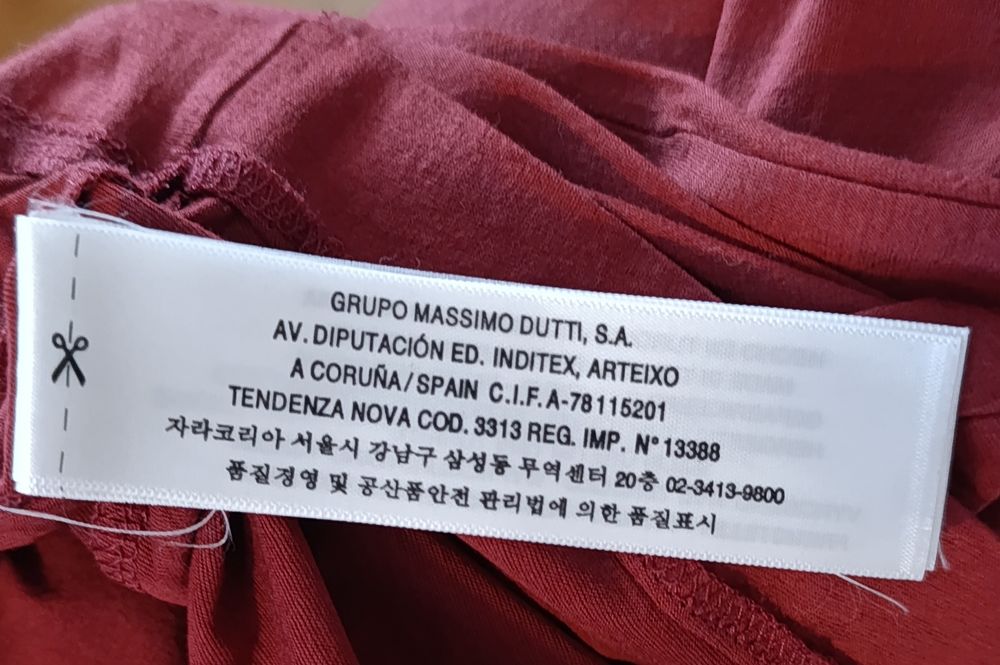 GRUPO MASSIMO DUTTI, S.A.
AV. DIPUTACIÓN ED. INDITEX, ARTEIXO
A CORUÑA/SPAIN C.I.F. A-78115201
TENDENZA NOVA COD. 3313 REG. IMP. N° 13388
자라코리아 서울시 강남구 삼성동 무역센터 20층 02-3413-9800
품질경영 및 공산품안전 관리법에 의한 품질표시